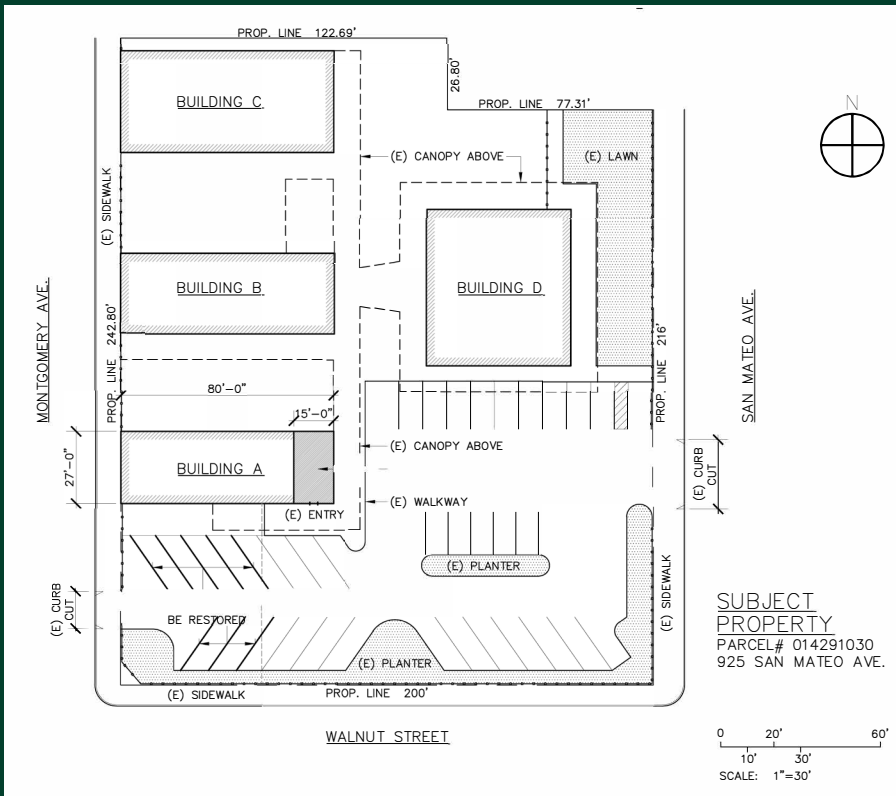 PROP. LINE 122.69'
26.80'
PROP. LINE 77.31'
N
BUILDING C
(E) CANOPY ABOVE
(E) LAWN
(E) SIDEWALK
BUILDING B
BUILDING D
MONTGOMERY AVE.
PROP. LINE 242.80'
PROP. LINE 216'
SAN MATEO AVE.
80'-0"
15'-0"
27'-0"
BUILDING A
(E) CANOPY ABOVE
(E) CURB
CUT
(E) WALKWAY
(E) ENTRY
(E) PLANTER
(E) CURB
CUT
BE RESTORED
(E) SIDEWALK
(E) PLANTER
(E) SIDEWALK
PROP. LINE 200'
WALNUT STREET
SUBJECT
PROPERTY
PARCEL# 014291030
925 SAN MATEO AVE.
0 20' 60'
10' 30'
SCALE: 1"=30'